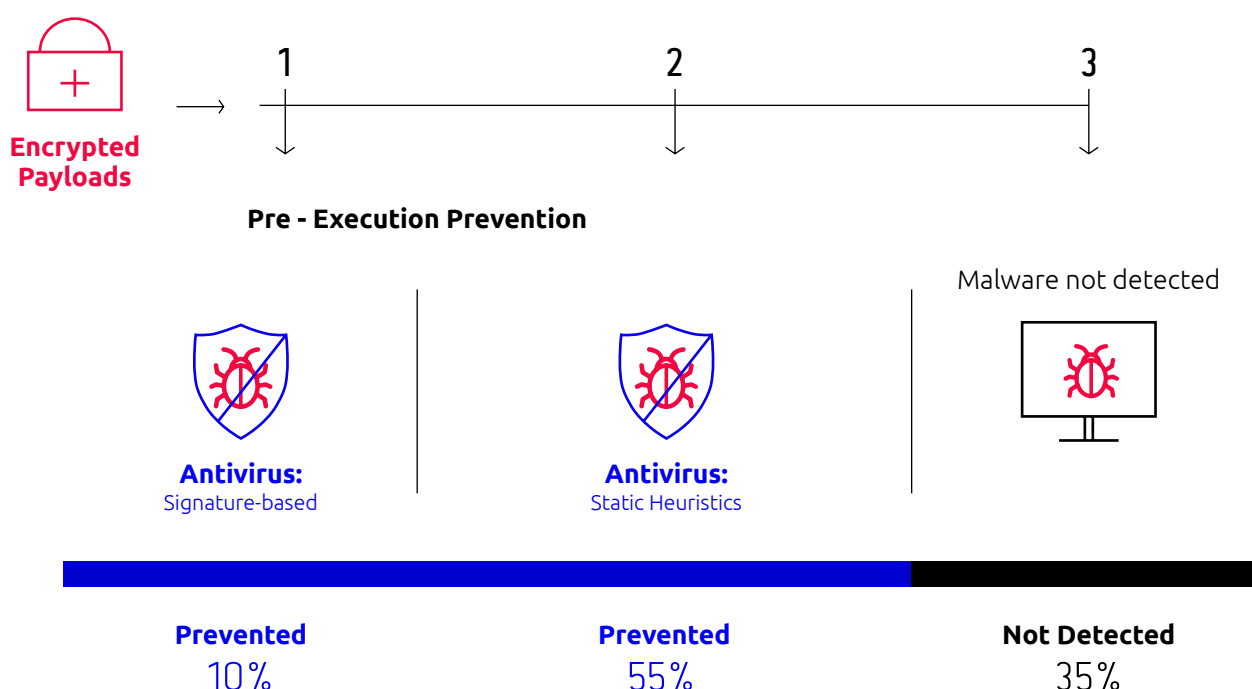 1
2
3
Encrypted
Payloads
Pre - Execution Prevention
Malware not detected
Antivirus:
Signature-based
Antivirus:
Static Heuristics
Prevented
10%
Prevented
55%
Not Detected
35%